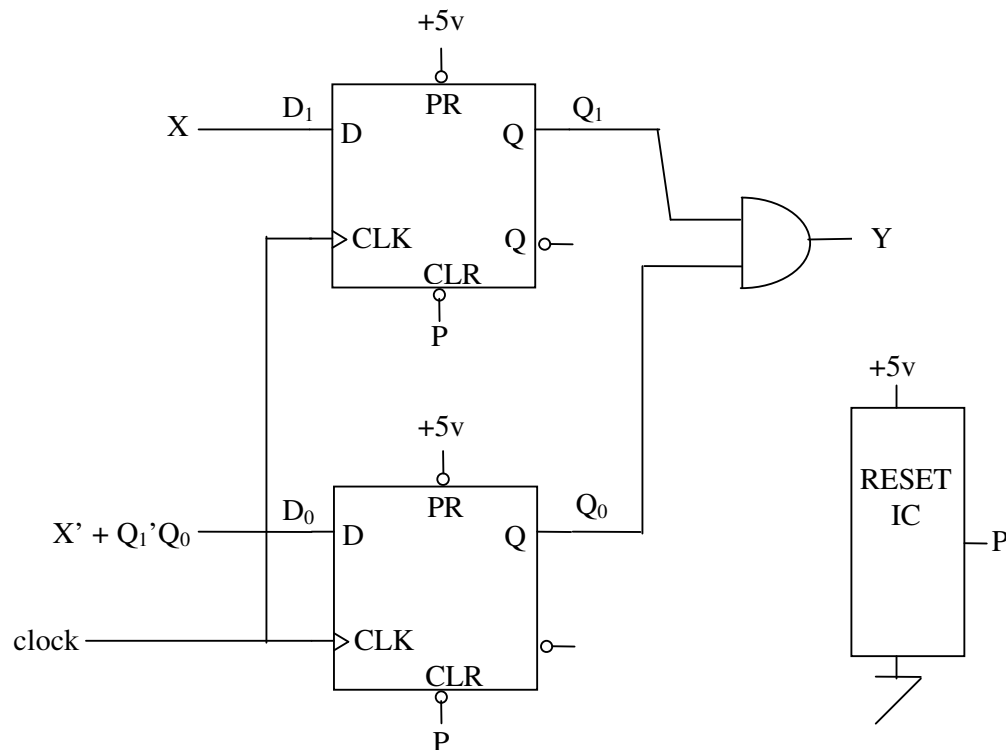 +5v
X
D₁
PR
Q₁
D
Q
CLK
Q
CLR
Y
P
+5v
+5v
RESET
IC
P
X' + Q₁'Q₀
D₀
PR
Q₀
D
Q
clock
CLK
CLR
P